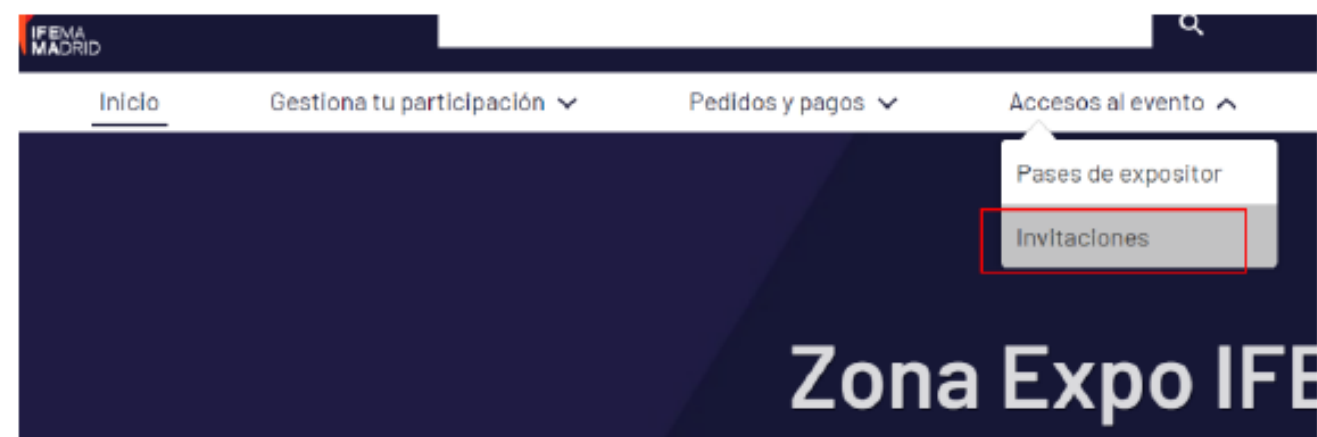 IFEMA
MADRID
Inicio Gestiona tu participación Pedidos y pagos Accesos al evento
Pases de expositor
Invitaciones
Zona Expo IFE